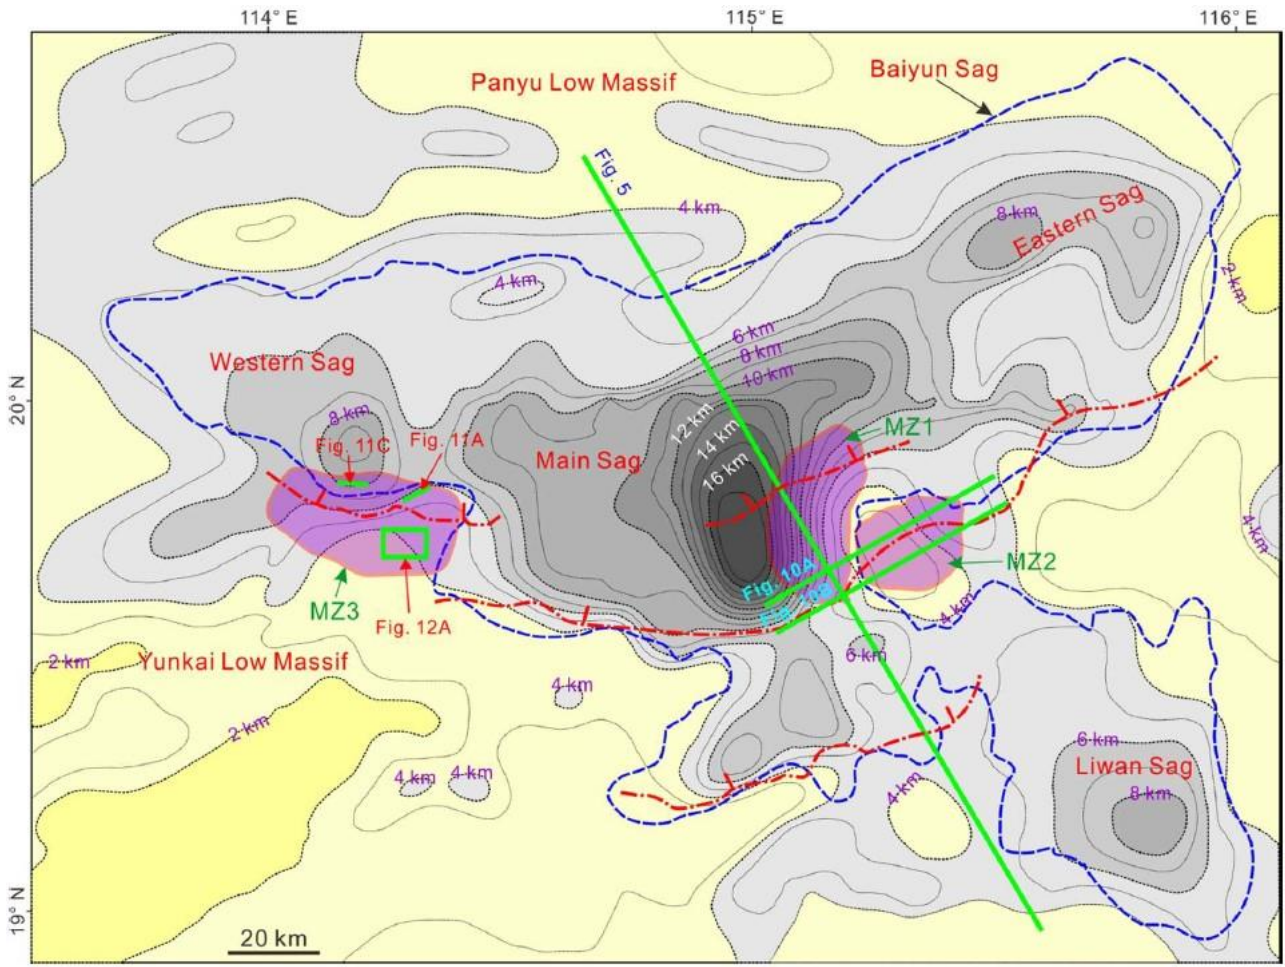 114° E
115° E
116° E
Panyu Low Massif
Baiyun Sag
Fig. 5
4 km
8 km
Eastern Sag
4 km
2 km
6 km
8 km
10 km
Western Sag
20° N
8 km
12 km
14 km
16 km
Fig. 11C
Fig. 11A
Main Sag
MZ1
4 km
MZ2
Fig. 10A
Fig. 10B
MZ3
Fig. 12A
4 km
6 km
2 km
Yunkai Low Massif
4 km
2 km
6 km
Liwan Sag
4 km
4 km
4 km
8 km
19° N
20 km